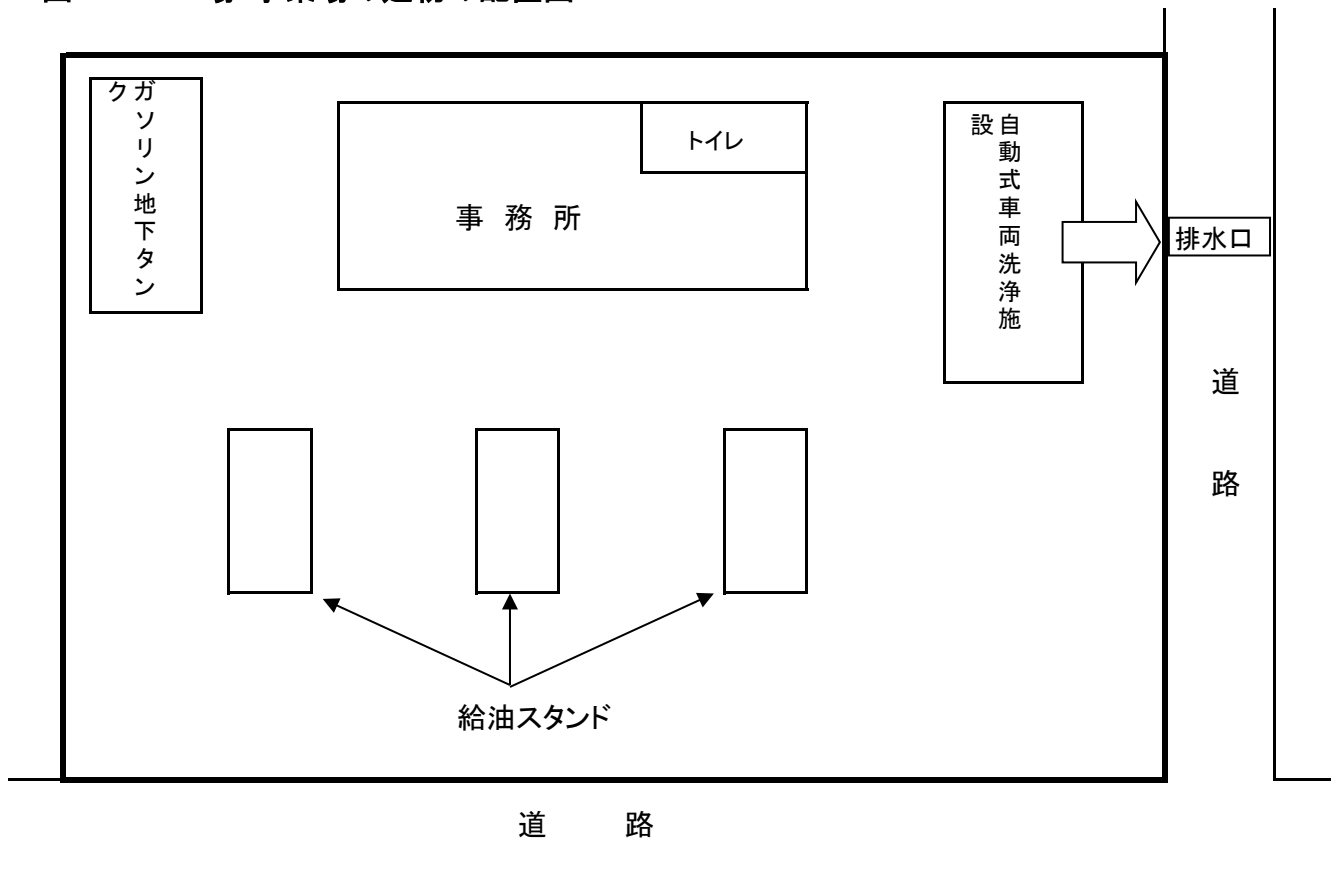 ガソリン地下タン
ク
トイレ
事 務 所
自動式車両洗浄施
設
排水口
道
路
給油スタンド
道 路